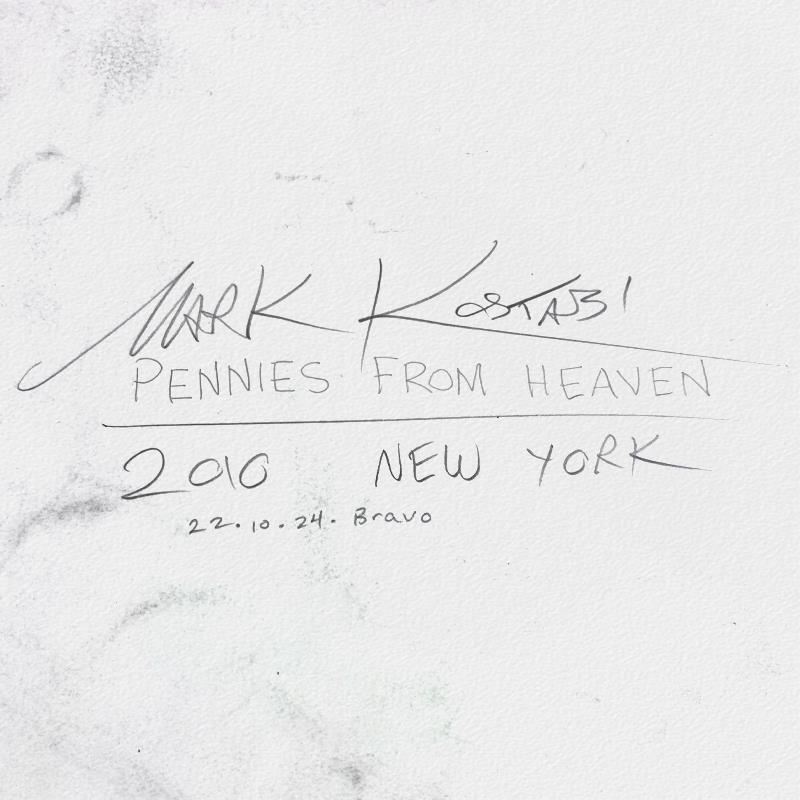 MARK KOSTABI
PENNIES FROM HEAVEN
2010 NEW YORK
22.10.24. Bravo